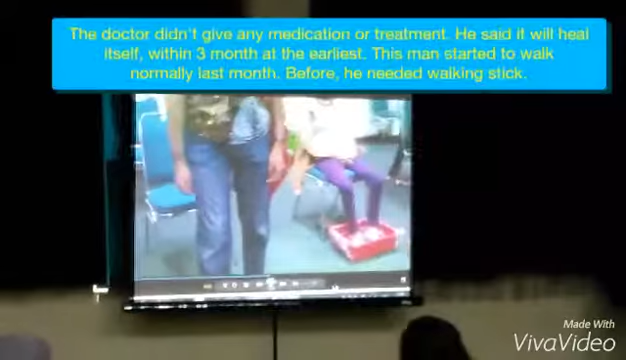 The doctor didn't give any medication or treatment. He said it will heal
itself, within 3 month at the earliest. This man started to walk
normally last month. Before, he needed walking stick.
Made With
VivaVideo